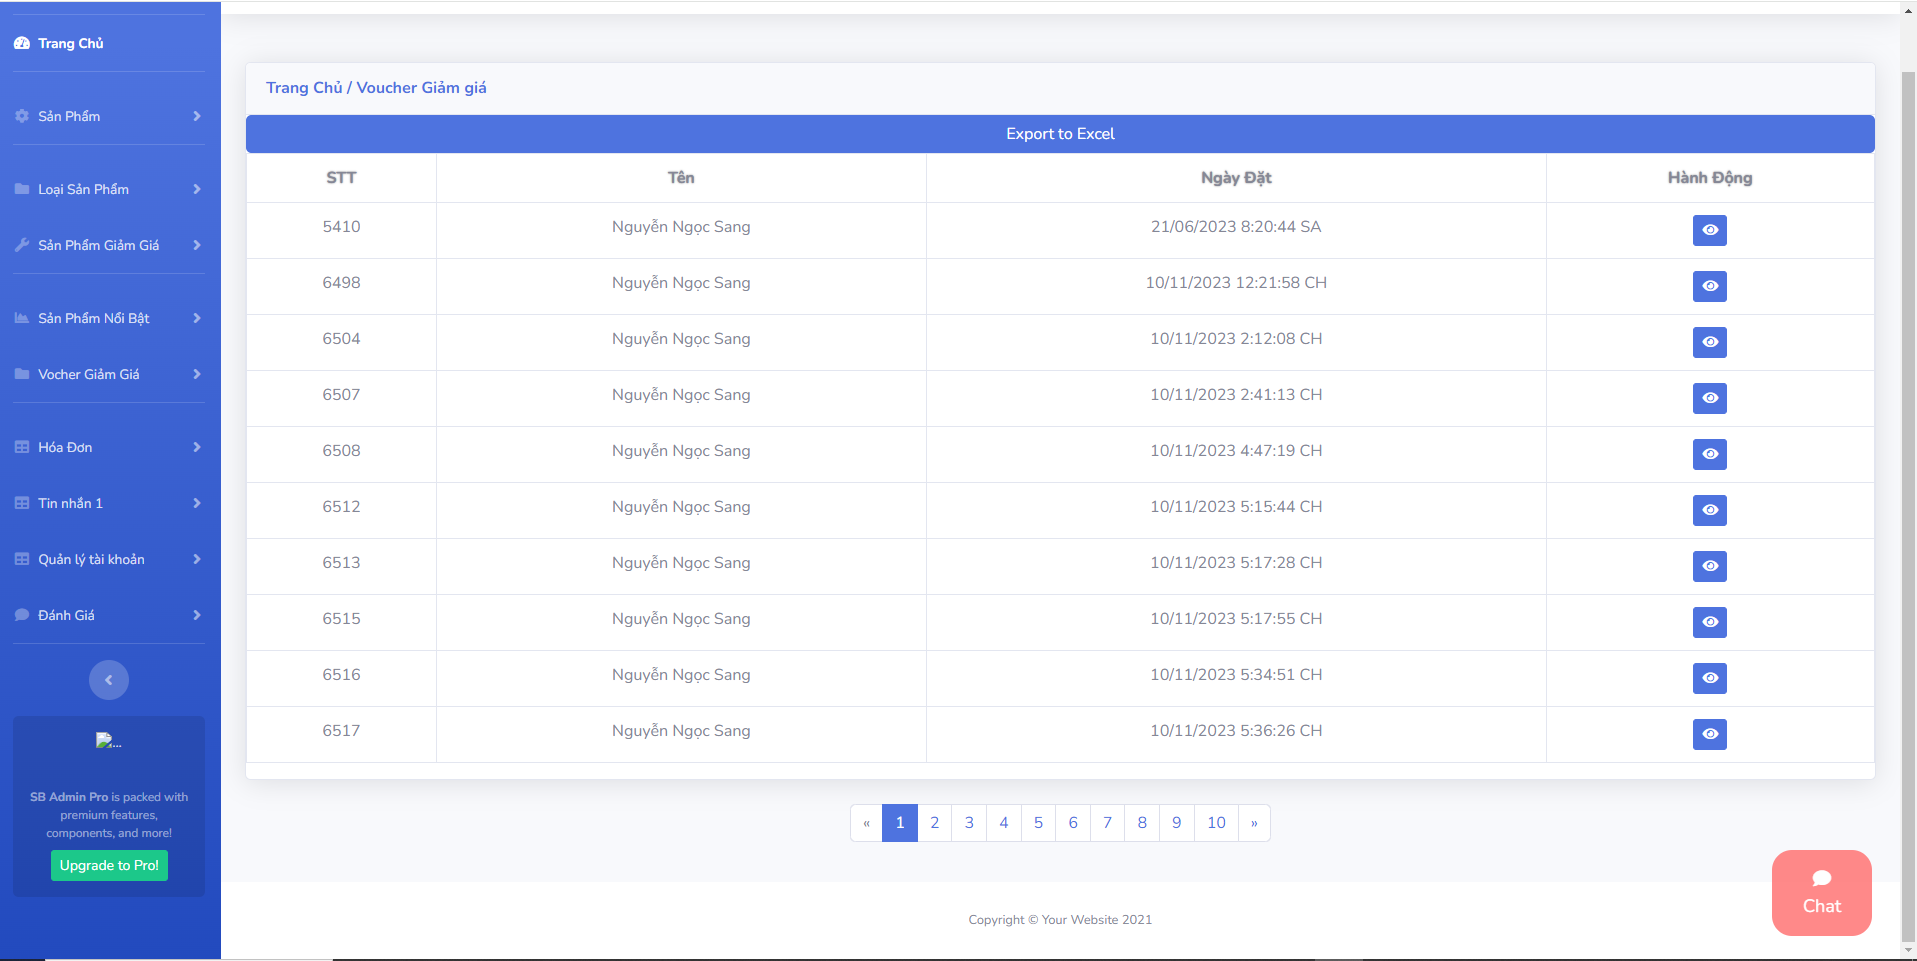 Trang Chủ
Sản Phẩm
Loại Sản Phẩm
Sản Phẩm Giảm Giá
Sản Phẩm Nổi Bật
Vocher Giảm Giá
Hóa Đơn
Tin nhắn 1
Quản lý tài khoản
Đánh Giá
...
SB Admin Pro is packed with
premium features,
components, and more!
Upgrade to Pro!
Trang Chủ / Voucher Giảm giá
Export to Excel
STT Tên Ngày Đặt Hành Động
5410 Nguyễn Ngọc Sang 21/06/2023 8:20:44 SA
6498 Nguyễn Ngọc Sang 10/11/2023 12:21:58 CH
6504 Nguyễn Ngọc Sang 10/11/2023 2:12:08 CH
6507 Nguyễn Ngọc Sang 10/11/2023 2:41:13 CH
6508 Nguyễn Ngọc Sang 10/11/2023 4:47:19 CH
6512 Nguyễn Ngọc Sang 10/11/2023 5:15:44 CH
6513 Nguyễn Ngọc Sang 10/11/2023 5:17:28 CH
6515 Nguyễn Ngọc Sang 10/11/2023 5:17:55 CH
6516 Nguyễn Ngọc Sang 10/11/2023 5:34:51 CH
6517 Nguyễn Ngọc Sang 10/11/2023 5:36:26 CH
« 1 2 3 4 5 6 7 8 9 10 »
Chat
Copyright © Your Website 2021